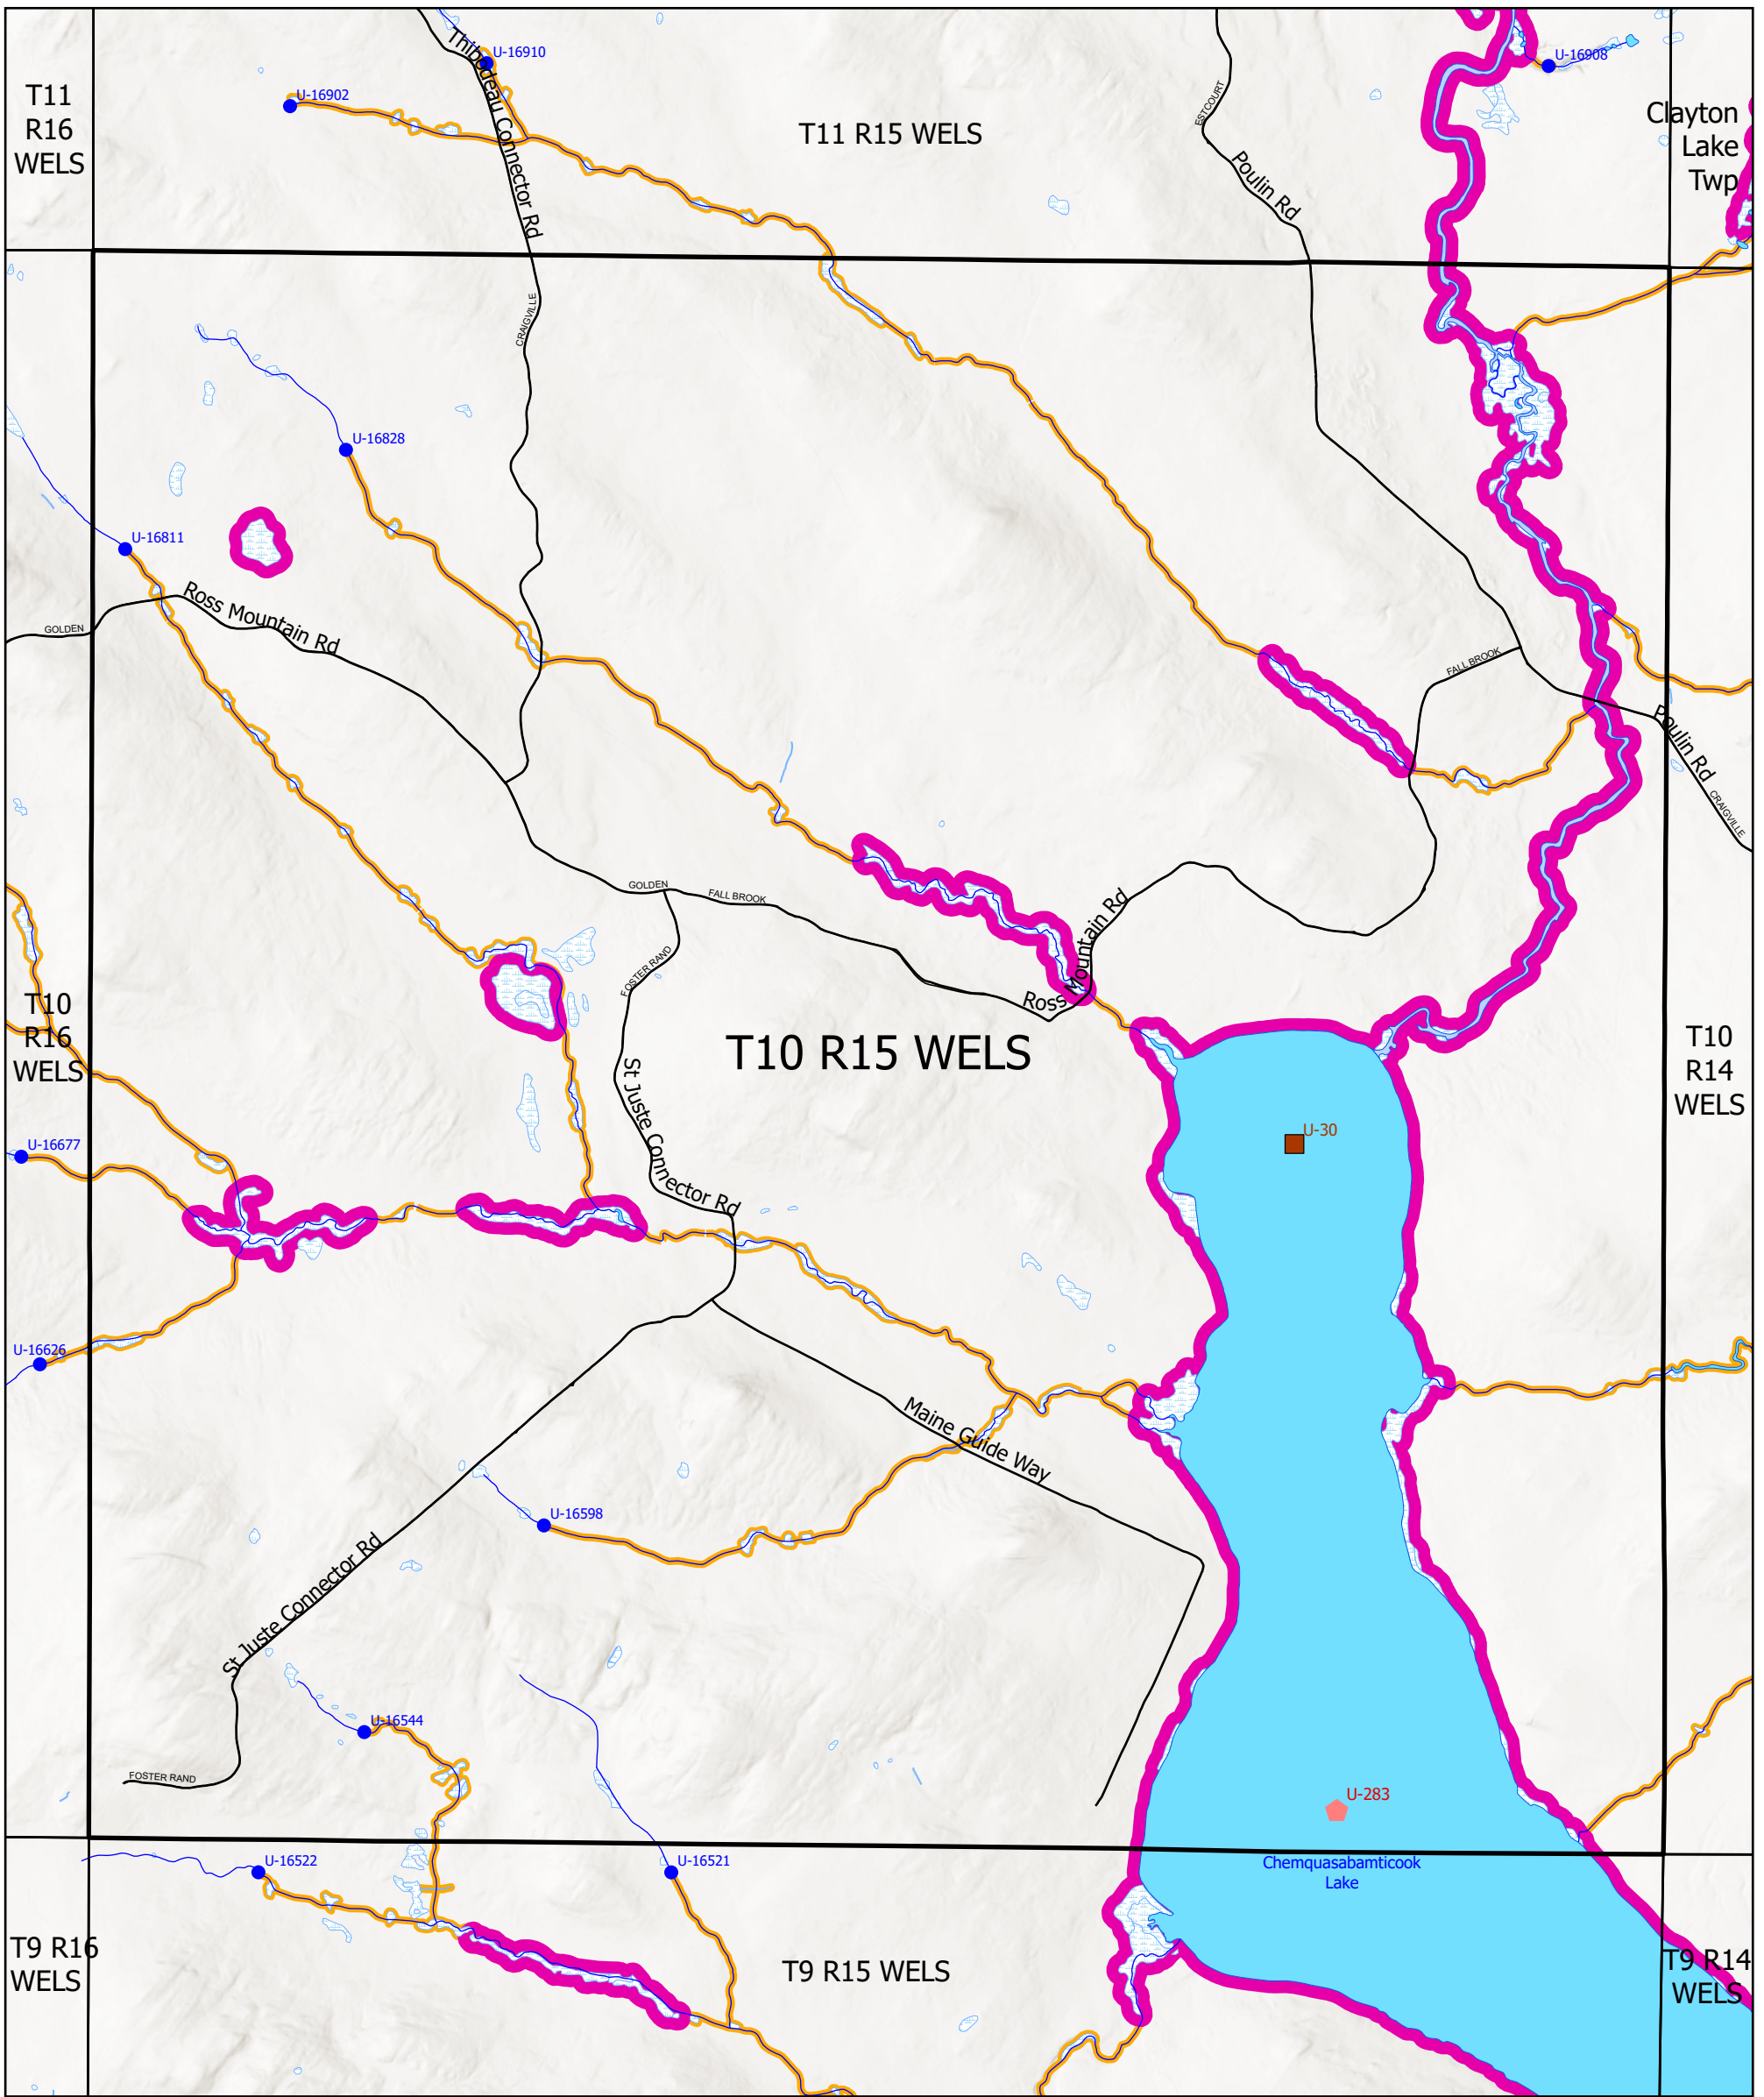 U-16910
Thibodeau Connector Rd
U-16908
U-16902
T11
R16
WELS
T11 R15 WELS
ESTCOURT
Poulin Rd
Clayton
Lake
Twp
CRAIGVILLE
U-16828
U-16811
Ross Mountain Rd
GOLDEN
FALL BROOK
Poulin Rd
CRAIGVILLE
GOLDEN
FALL BROOK
Ross Mountain Rd
FOSTER RAND
T10
R16
WELS
T10 R15 WELS
T10
R14
WELS
St Juste Connector Rd
U-30
U-16677
U-16626
Maine Guide Way
U-16598
St Juste Connector Rd
U-16544
FOSTER RAND
U-283
U-16522
U-16521
Chemquasabamticook
Lake
T9 R16
WELS
T9 R15 WELS
T9 R14
WELS